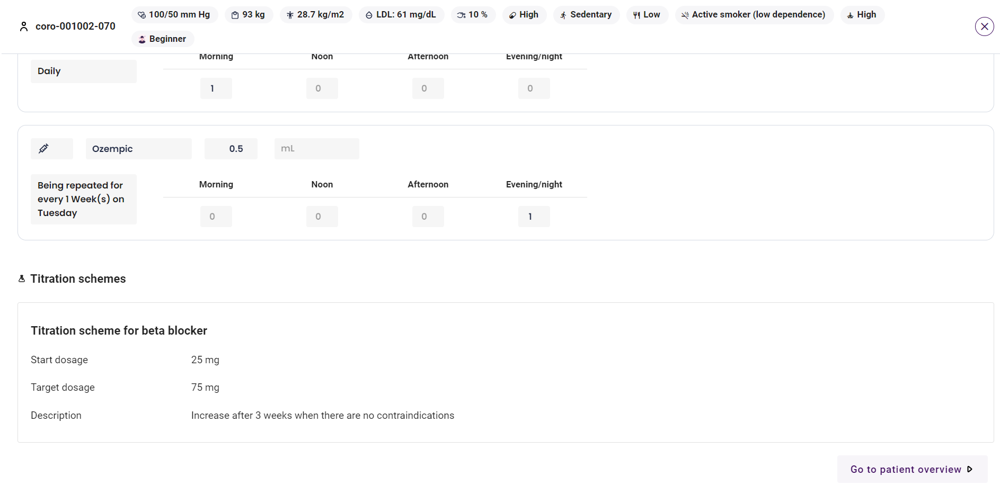 coro-001002-070
100/50 mm Hg 93 kg 28.7 kg/m2 LDL: 61 mg/dL 10 % High Sedentary Low Active smoker (low dependence) High
Beginner
Morning Noon Afternoon Evening/night
Daily
1 0 0 0
Ozempic 0.5 mL
Morning Noon Afternoon Evening/night
Being repeated for
every 1 Week(s) on
Tuesday
0 0 0 1
Titration schemes
Titration scheme for beta blocker
Start dosage 25 mg
Target dosage 75 mg
Description Increase after 3 weeks when there are no contraindications
Go to patient overview